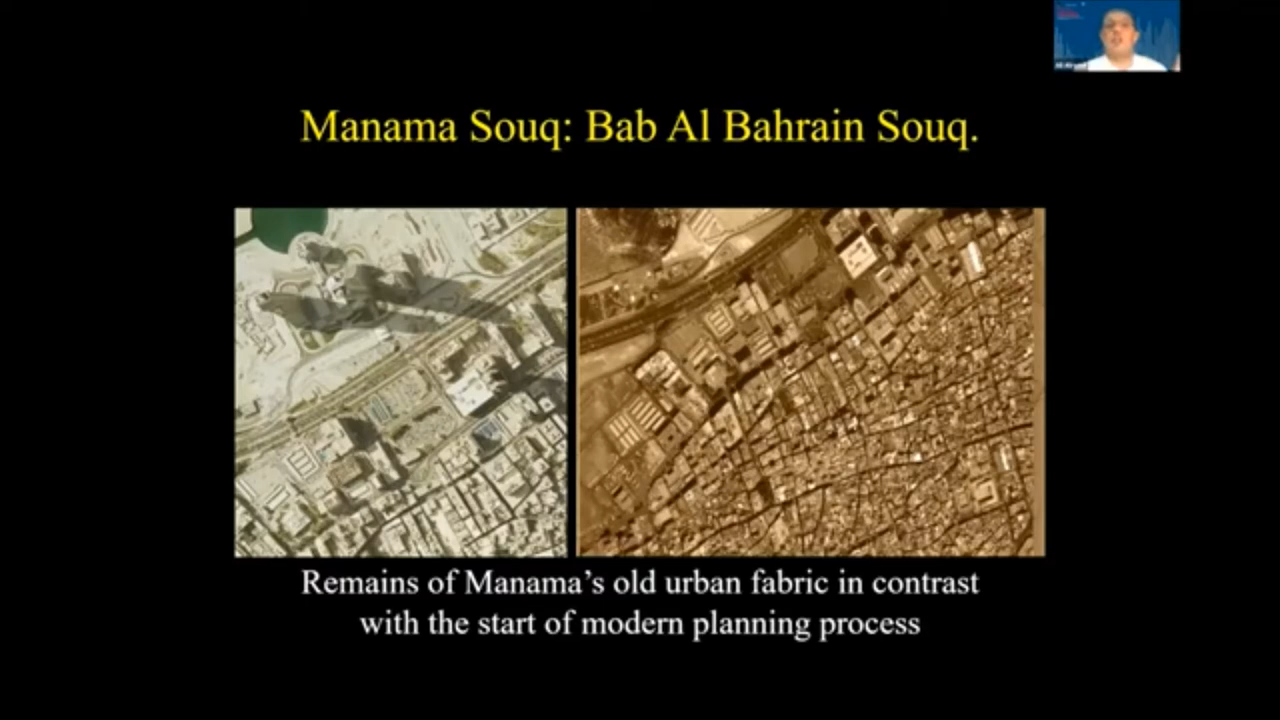 Manama Souq: Bab Al Bahrain Souq.
Remains of Manama's old urban fabric in contrast
with the start of modern planning process